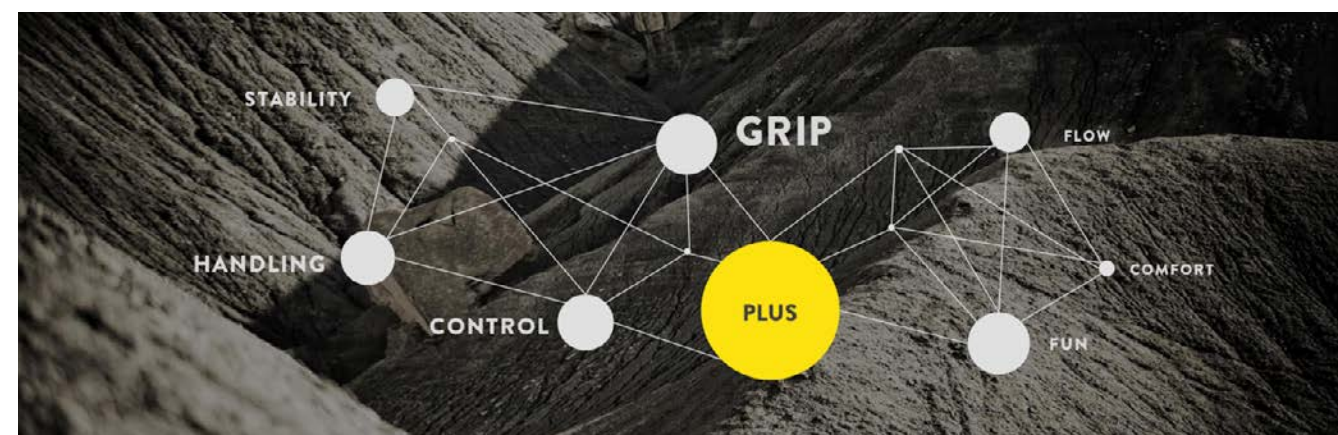 STABILITY
GRIP
FLOW
HANDLING
COMFORT
CONTROL
PLUS
FUN